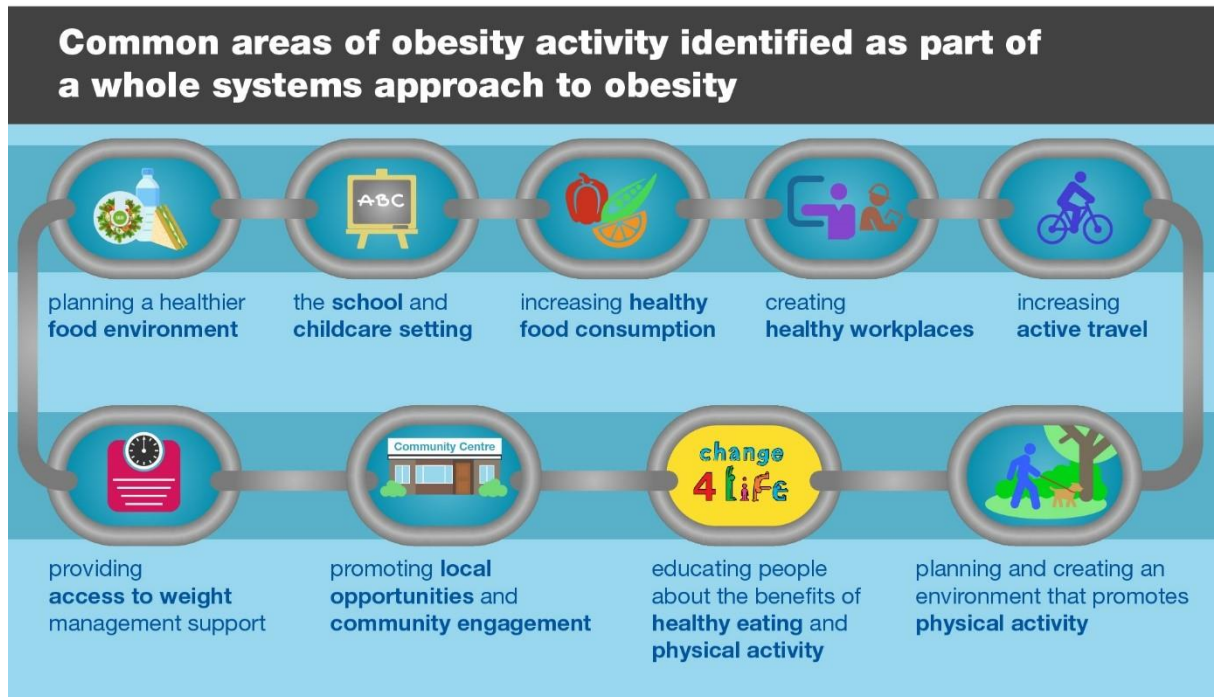 Common areas of obesity activity identified as part of
a whole systems approach to obesity
ABC
planning a healthier
food environment
the school and
childcare setting
increasing healthy
food consumption
creating
healthy workplaces
increasing
active travel
Community Centre
change
4 life
providing
access to weight
management support
promoting local
opportunities and
community engagement
educating people
about the benefits of
healthy eating and
physical activity
planning and creating an
environment that promotes
physical activity